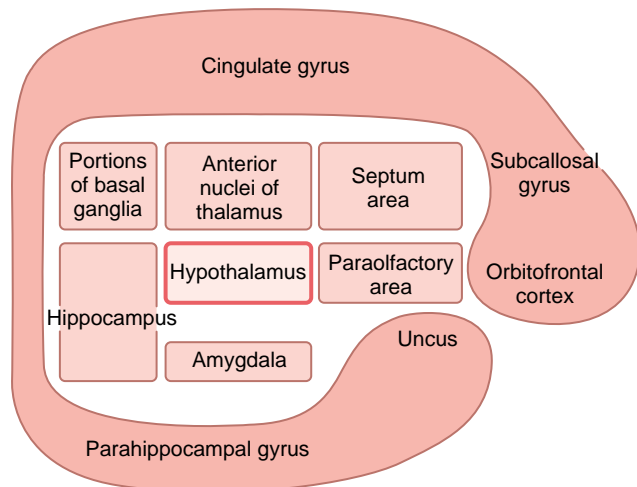 Cingulate gyrus
Portions
of basal
ganglia
Anterior
nuclei of
thalamus
Septum
area
Subcallosal
gyrus
Hypothalamus
Paraolfactory
area
Orbitofrontal
cortex
Hippocampus
Uncus
Amygdala
Parahippocampal gyrus